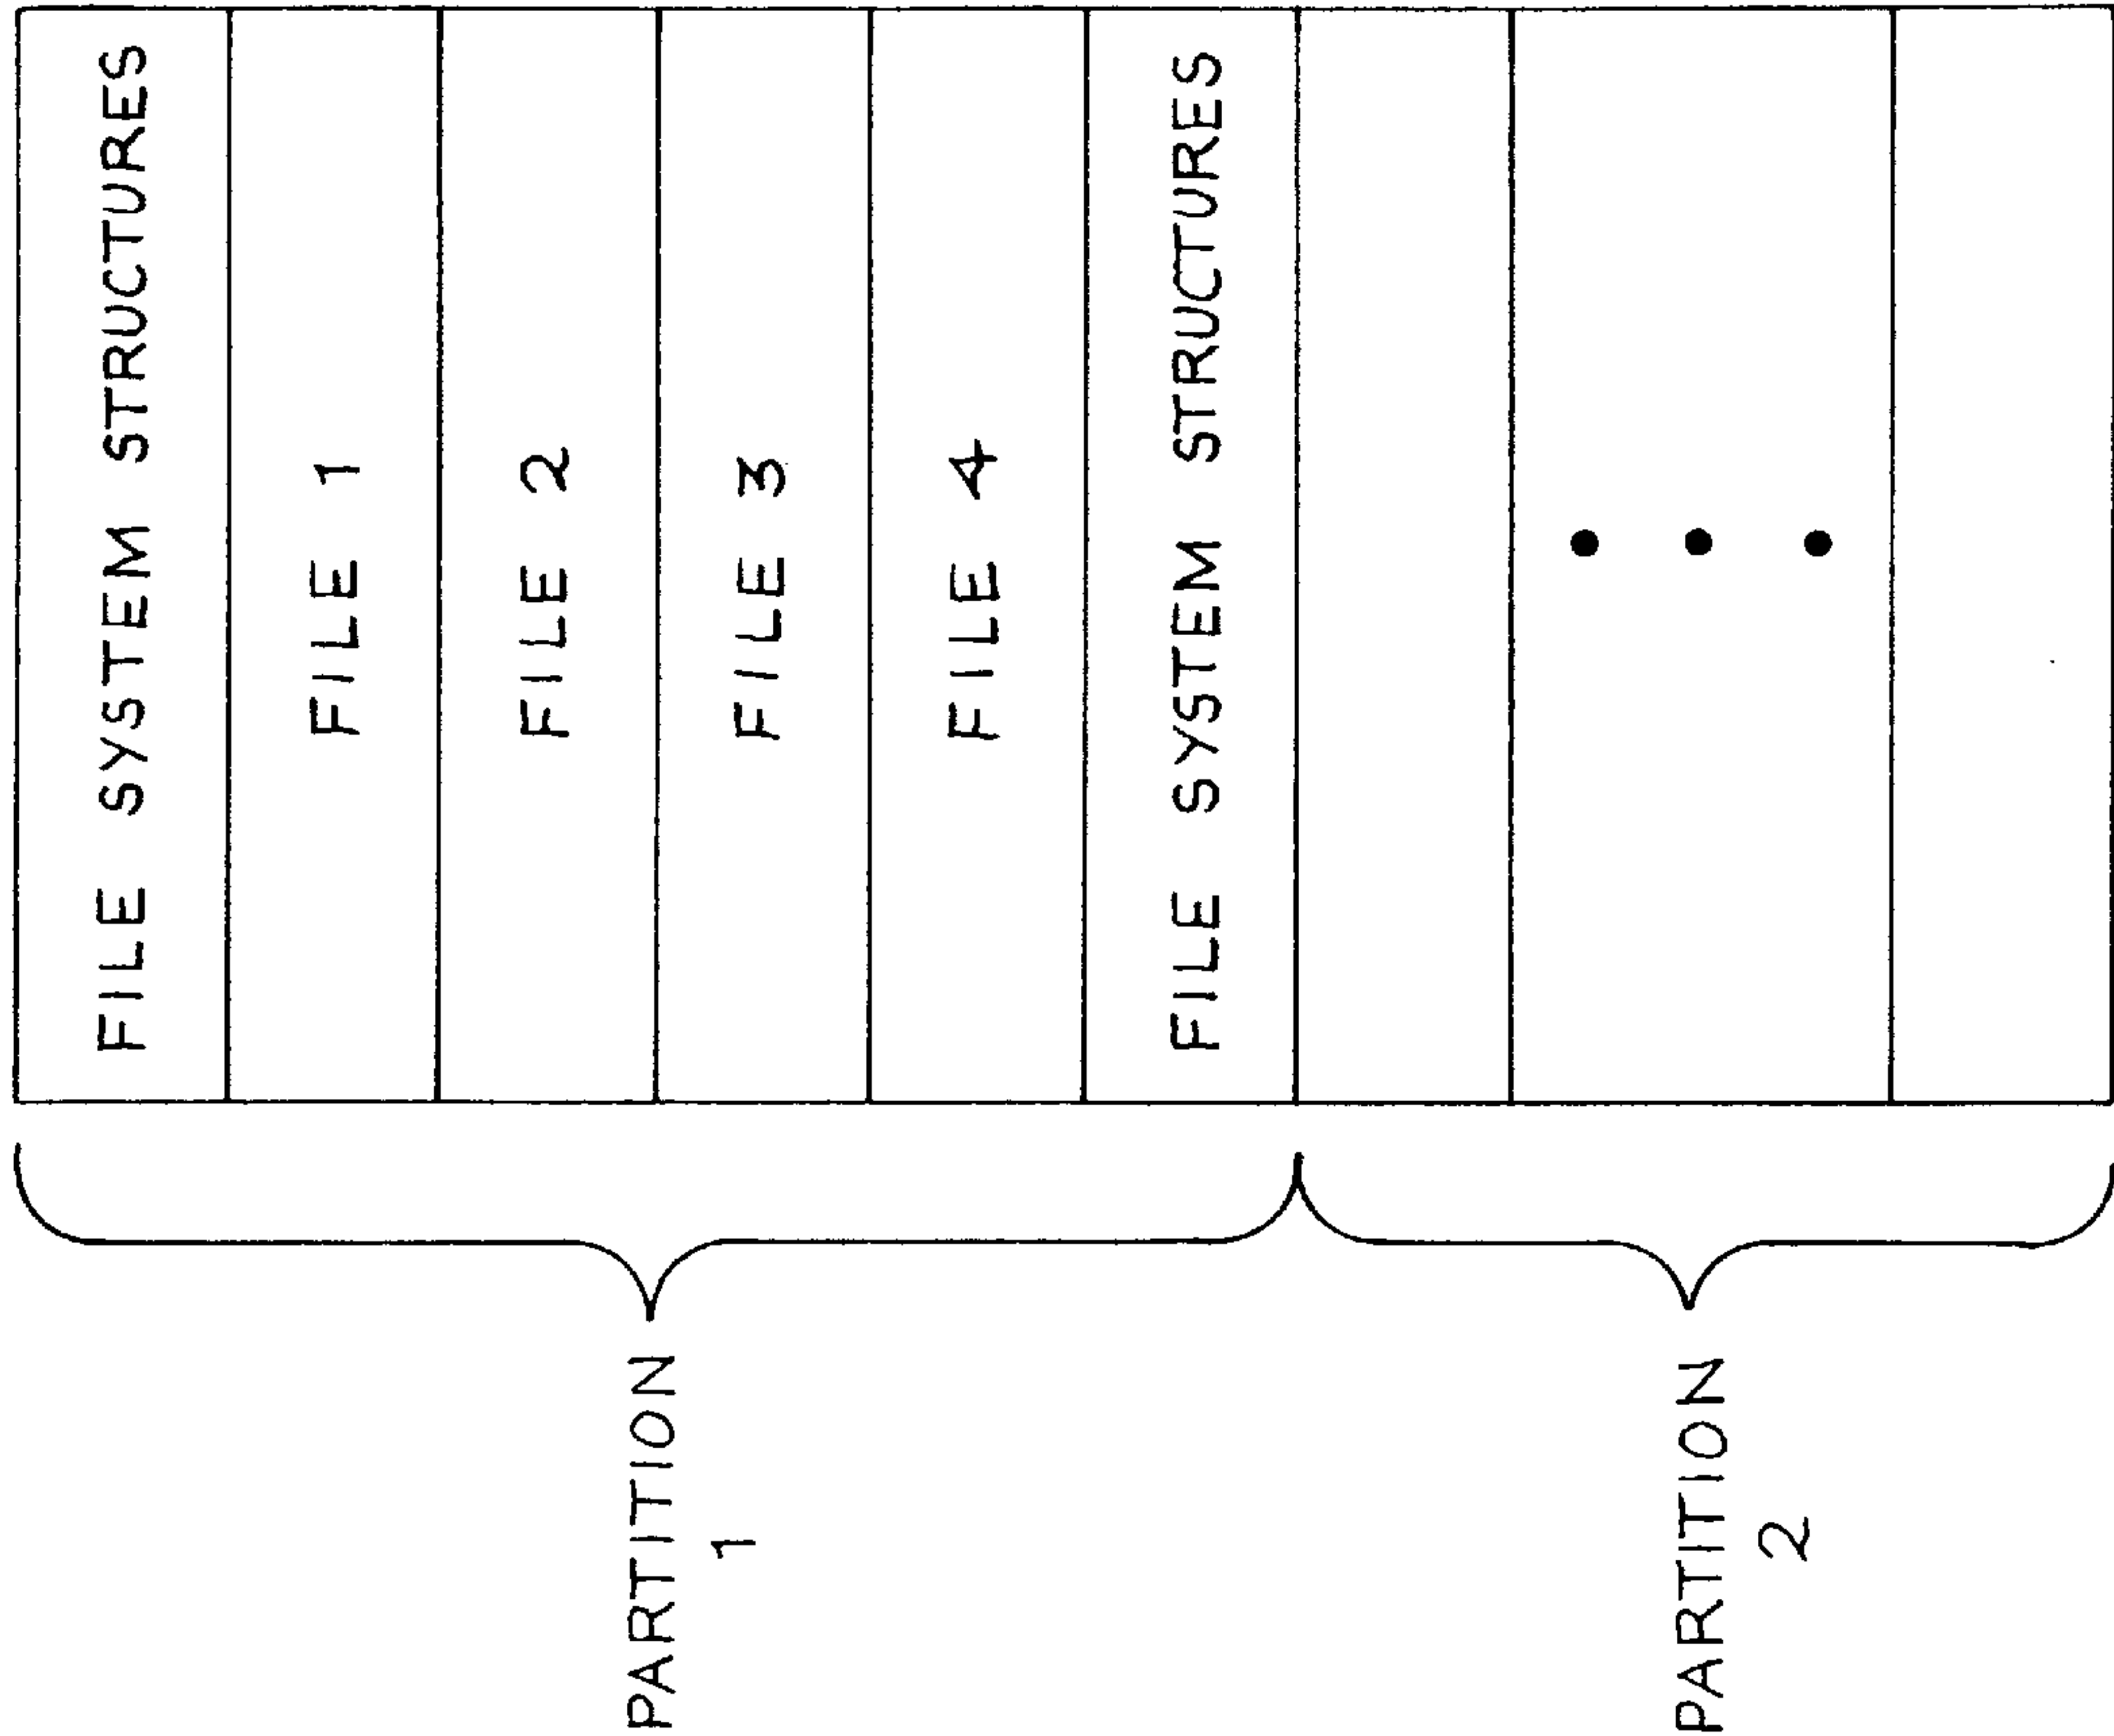 FILE SYSTEM STRUCTURES
FILE 1
FILE 2
FILE 3
FILE 4
FILE SYSTEM STRUCTURES
PARTITION
1
PARTITION
2